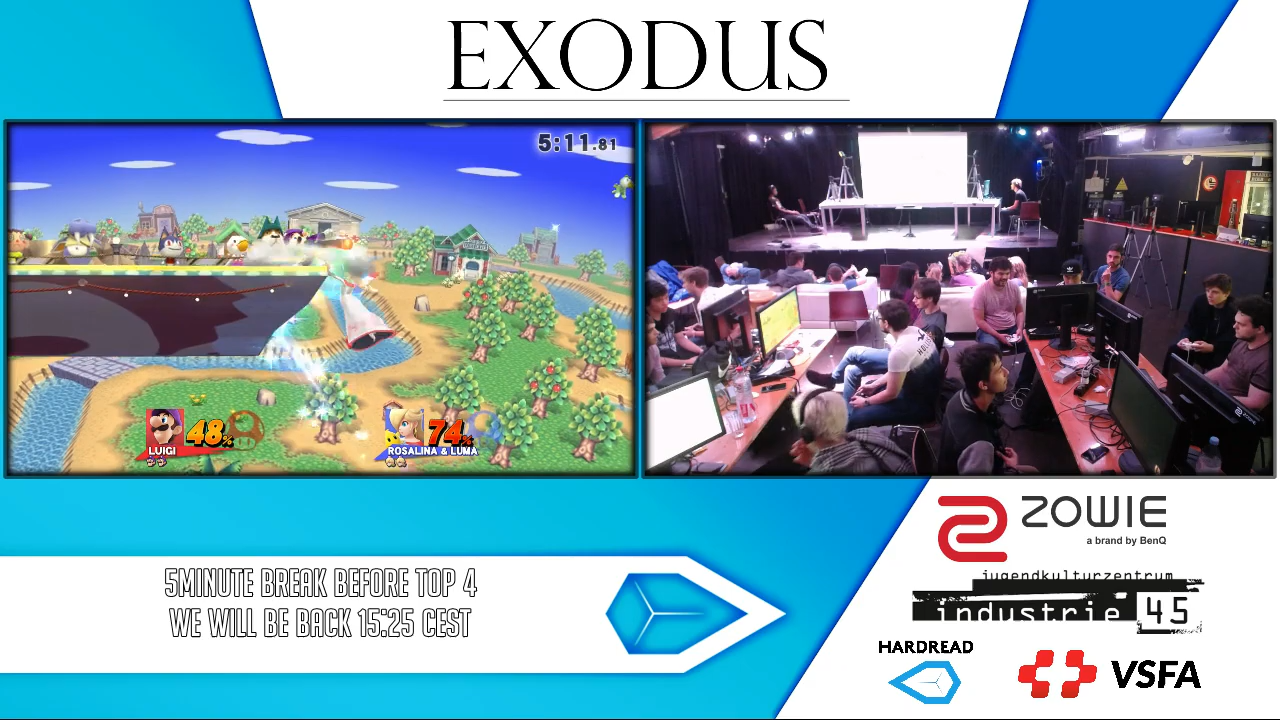 EXODUS
5:11.81
48%
LUIGI
74%
ROSALINA & LUMA
5MINUTE BREAK BEFORE TOP 4
WE WILL BE BACK 15:25 CEST
ZOWIE
a brand by BenQ
jugendkulturzentrum
industrie 45
HARDREAD
VSFA